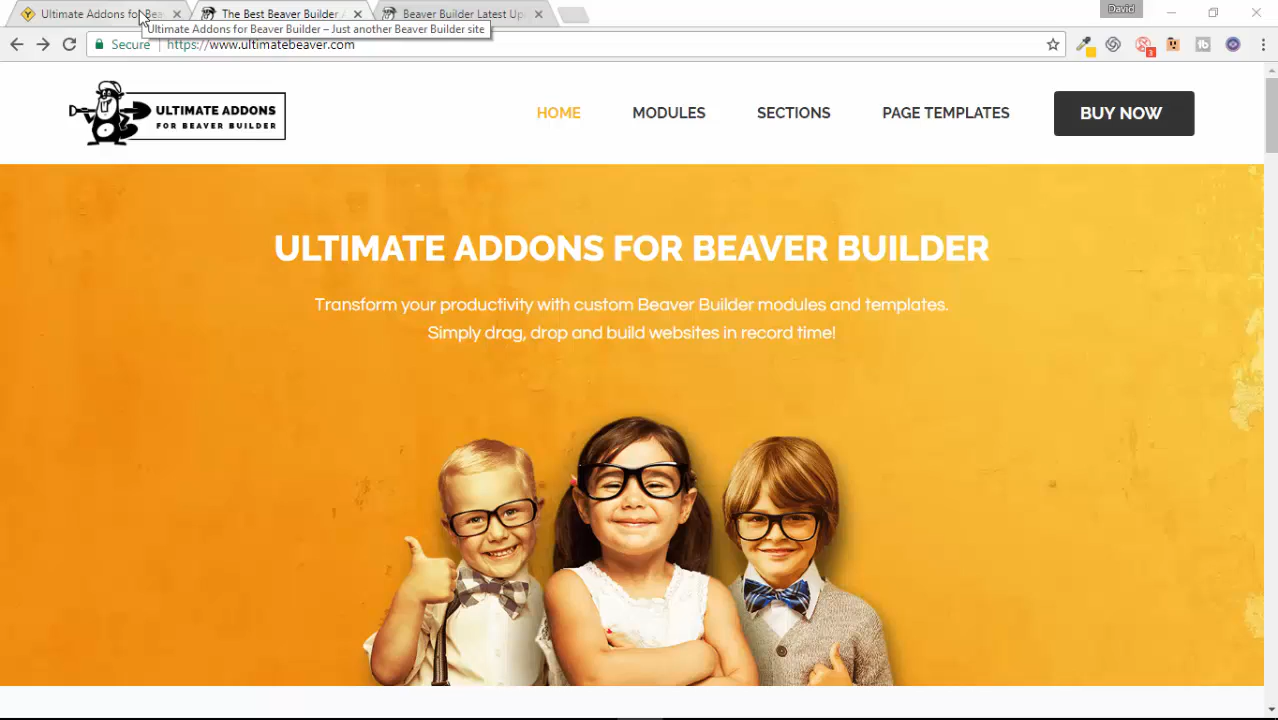 Ultimate Addons for Bea
The Best Beaver Builder A
Beaver Builder Latest Up
David
Ultimate Addons for Beaver Builder – Just another Beaver Builder site
Secure
https://www.ultimatebeaver.com
3
ULTIMATE ADDONS
FOR BEAVER BUILDER
HOME
MODULES
SECTIONS
PAGE TEMPLATES
BUY NOW
ULTIMATE ADDONS FOR BEAVER BUILDER
Transform your productivity with custom Beaver Builder modules and templates.
Simply drag, drop and build websites in record time!